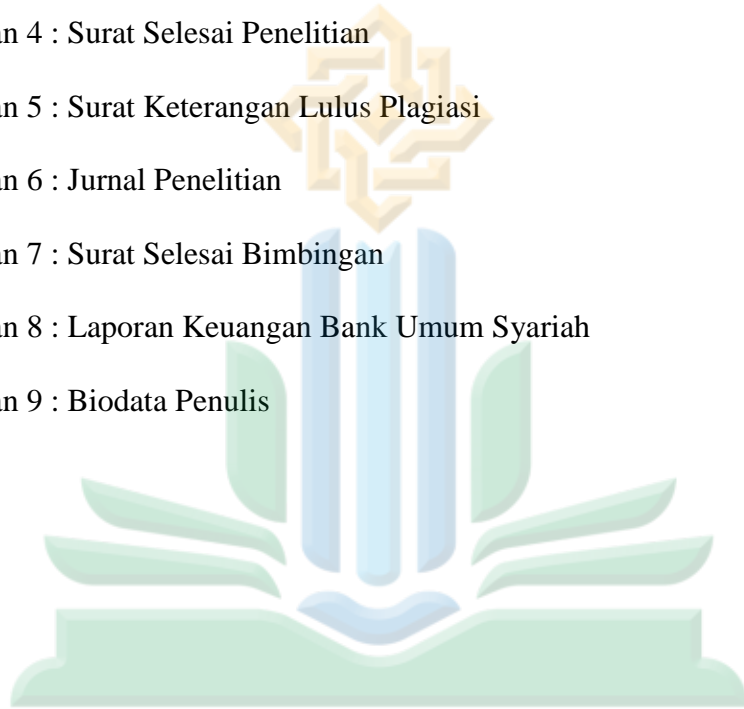 an 4 : Surat Selesai Penelitian
an 5 : Surat Keterangan Lulus Plagiasi
an 6 : Jurnal Penelitian
an 7 : Surat Selesai Bimbingan
an 8 : Laporan Keuangan Bank Umum Syariah
an 9 : Biodata Penulis